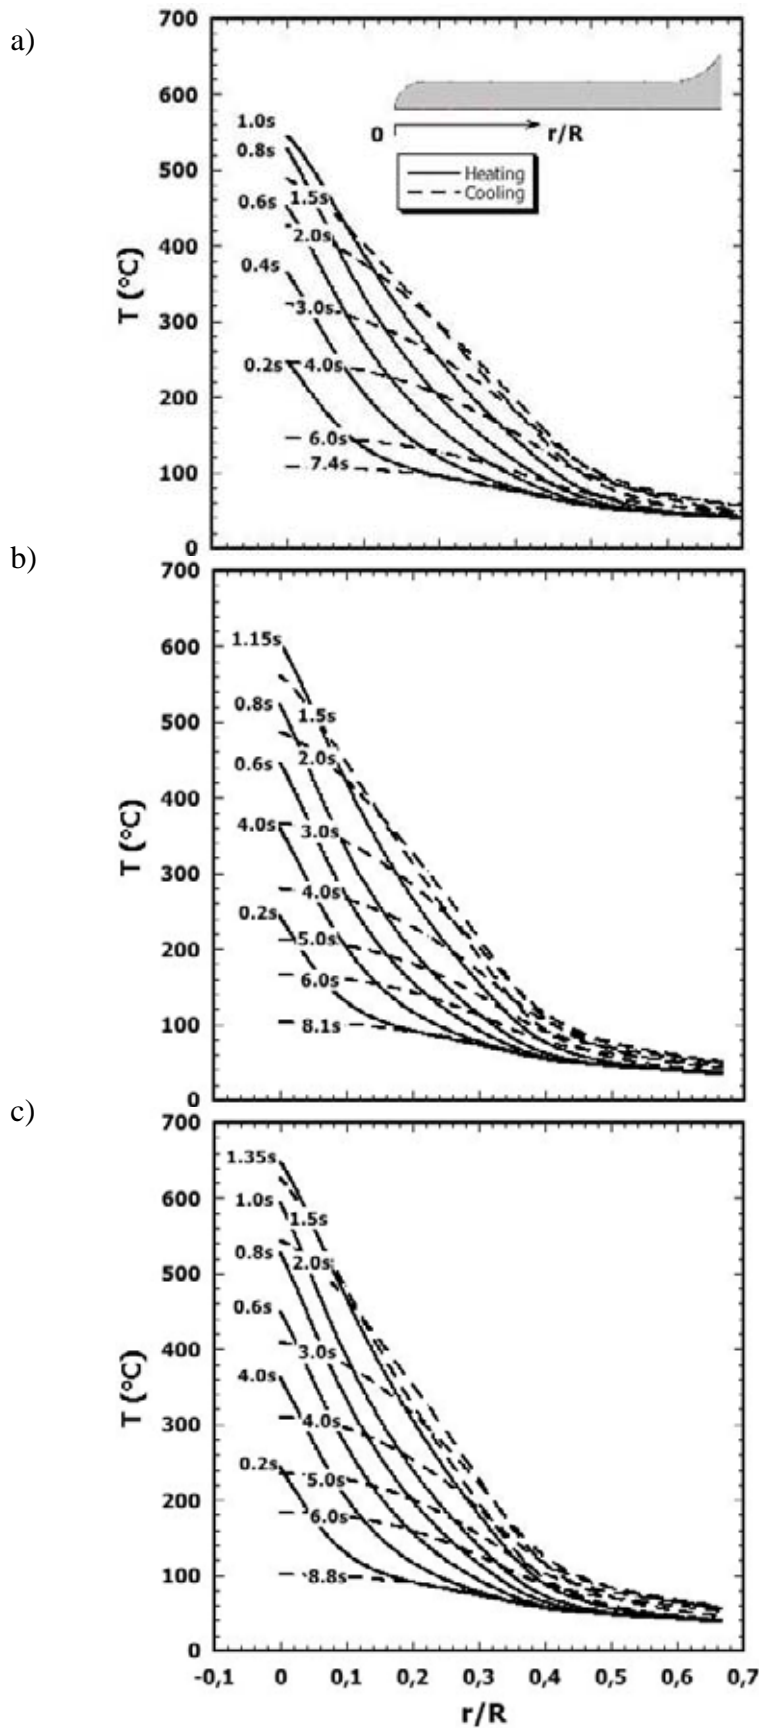 a)
700
600
500
400
300
200
100
0
T (°C)
1.0s
0.8s
0.6s
0.4s
0.2s
1.5s
2.0s
3.0s
4.0s
6.0s
7.4s
0
r/R
Heating
Cooling
b)
700
600
500
400
300
200
100
0
T (°C)
1.15s
0.8s
0.6s
4.0s
0.2s
1.5s
2.0s
3.0s
4.0s
5.0s
6.0s
8.1s
c)
700
600
500
400
300
200
100
0
T (°C)
1.35s
1.0s
0.8s
0.6s
4.0s
0.2s
1.5s
2.0s
3.0s
4.0s
5.0s
6.0s
8.8s
-0,1 0 0,1 0,2 0,3 0,4 0,5 0,6 0,7
r/R